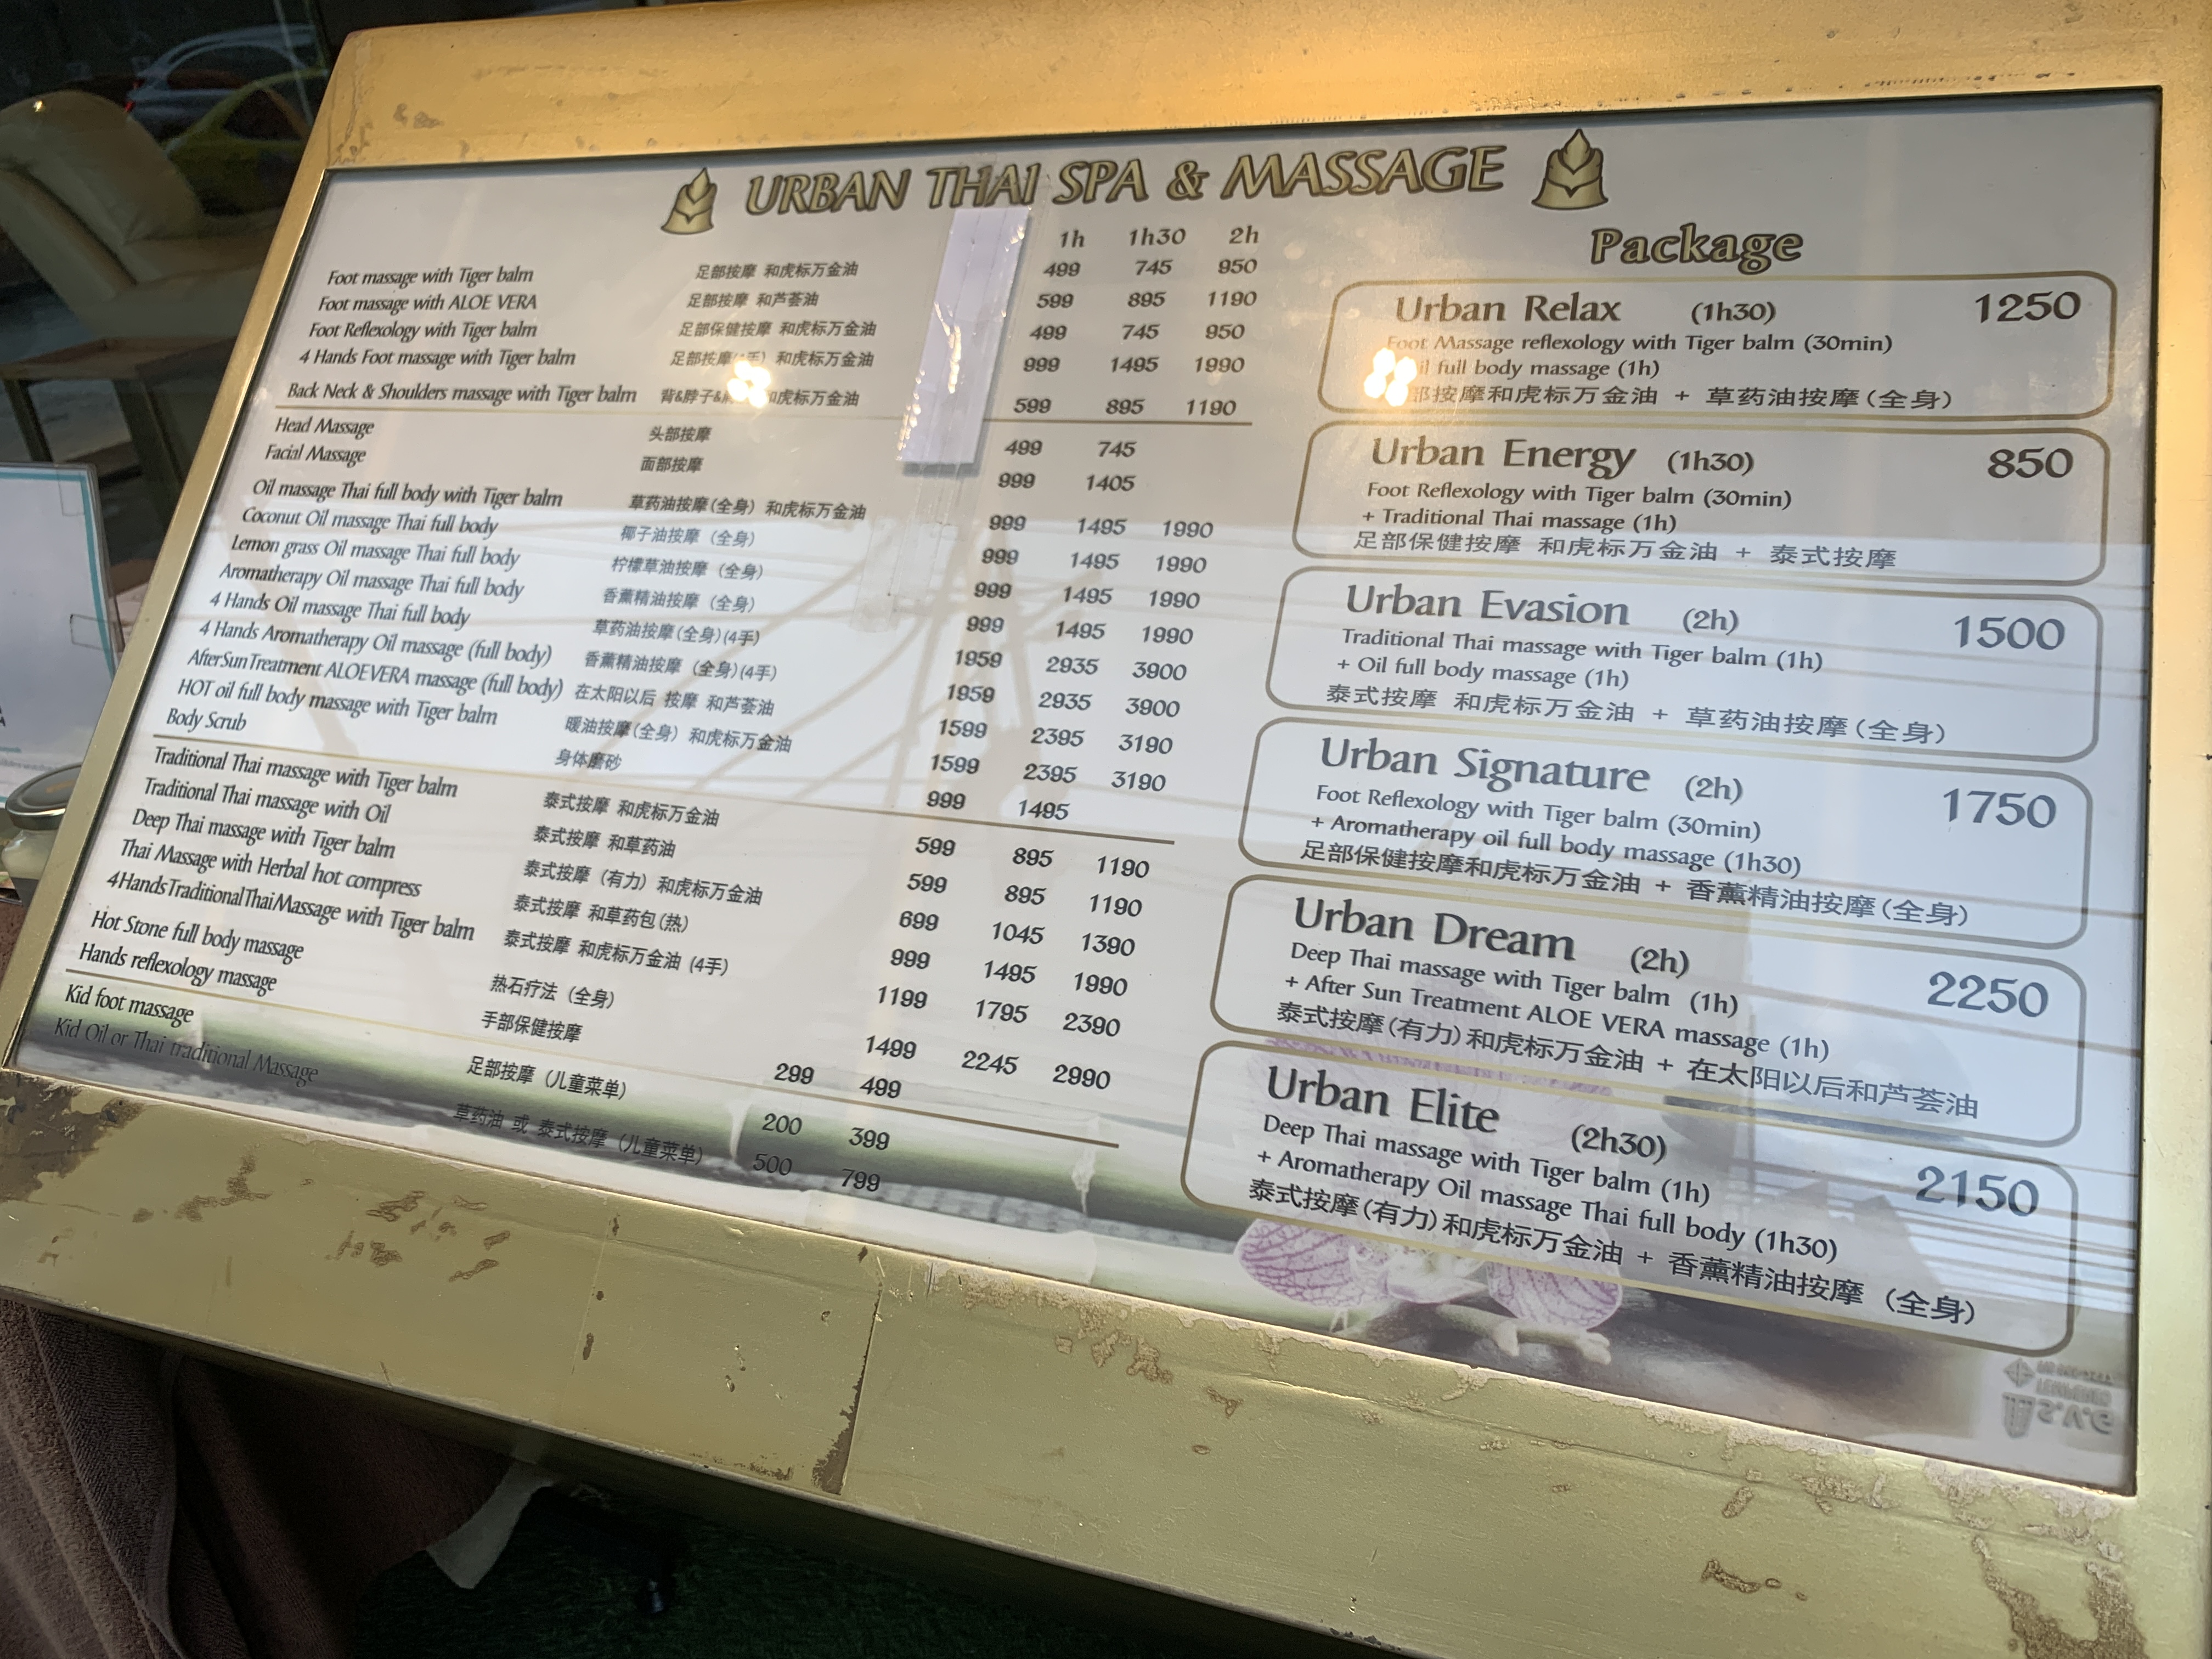 URBAN THAI SPA & MASSAGE
1h 1h30 2h
Foot massage with Tiger balm 足部按摩 和虎标万金油 499 745 950
Foot massage with ALOE VERA 足部按摩 和芦荟油 599 895 1190
Foot Reflexology with Tiger balm 足部保健按摩 和虎标万金油 499 745 950
4 Hands Foot massage with Tiger balm 足部按摩(4手) 和虎标万金油 999 1495 1990
Back Neck & Shoulders massage with Tiger balm 背&脖子& 和虎标万金油 599 895 1190
Head Massage 头部按摩 499 745
Facial Massage 面部按摩 999 1405
Oil massage Thai full body with Tiger balm 草药油按摩(全身) 和虎标万金油 999 1495 1990
Coconut Oil massage Thai full body 椰子油按摩 (全身) 999 1495 1990
Lemon grass Oil massage Thai full body 柠檬草油按摩 (全身) 999 1495 1990
Aromatherapy Oil massage Thai full body 香薰精油按摩 (全身) 999 1495 1990
4 Hands Oil massage Thai full body 草药油按摩(全身)(4手) 1959 2935 3900
4 Hands Aromatherapy Oil massage (full body) 香薰精油按摩 (全身)(4手) 1959 2935 3900
AfterSunTreatment ALOEVERA massage (full body) 在太阳以后 按摩 和芦荟油 1599 2395 3190
HOT oil full body massage with Tiger balm 暖油按摩(全身) 和虎标万金油 1599 2395 3190
Body Scrub 身体磨砂 999 1495
Traditional Thai massage with Tiger balm 泰式按摩 和虎标万金油 599 895 1190
Traditional Thai massage with Oil 泰式按摩 和草药油 599 895 1190
Deep Thai massage with Tiger balm 泰式按摩 (有力) 和虎标万金油 699 1045 1390
Thai Massage with Herbal hot compress 泰式按摩 和草药包(热) 999 1495 1990
4HandsTraditionalThaiMassage with Tiger balm 泰式按摩 和虎标万金油 (4手) 1199 1795 2390
Hot Stone full body massage 热石疗法 (全身) 1499 2245 2990
Hands reflexology massage 手部保健按摩 299 499
Kid foot massage 足部按摩 (儿童菜单) 200 399
Kid Oil or Thai traditional Massage 草药油 或 泰式按摩 (儿童菜单) 500 799
Package
Urban Relax (1h30) 1250
Foot Massage reflexology with Tiger balm (30min)
full body massage (1h)
部按摩和虎标万金油 + 草药油按摩(全身)
Urban Energy (1h30) 850
Foot Reflexology with Tiger balm (30min)
+ Traditional Thai massage (1h)
足部保健按摩 和虎标万金油 + 泰式按摩
Urban Evasion (2h) 1500
Traditional Thai massage with Tiger balm (1h)
+ Oil full body massage (1h)
泰式按摩 和虎标万金油 + 草药油按摩(全身)
Urban Signature (2h) 1750
Foot Reflexology with Tiger balm (30min)
+ Aromatherapy oil full body massage (1h30)
足部保健按摩和虎标万金油 + 香薰精油按摩(全身)
Urban Dream (2h) 2250
Deep Thai massage with Tiger balm (1h)
+ After Sun Treatment ALOE VERA massage (1h)
泰式按摩(有力)和虎标万金油 + 在太阳以后和芦荟油
Urban Elite (2h30) 2150
Deep Thai massage with Tiger balm (1h)
+ Aromatherapy Oil massage Thai full body (1h30)
泰式按摩(有力)和虎标万金油 + 香薰精油按摩 (全身)